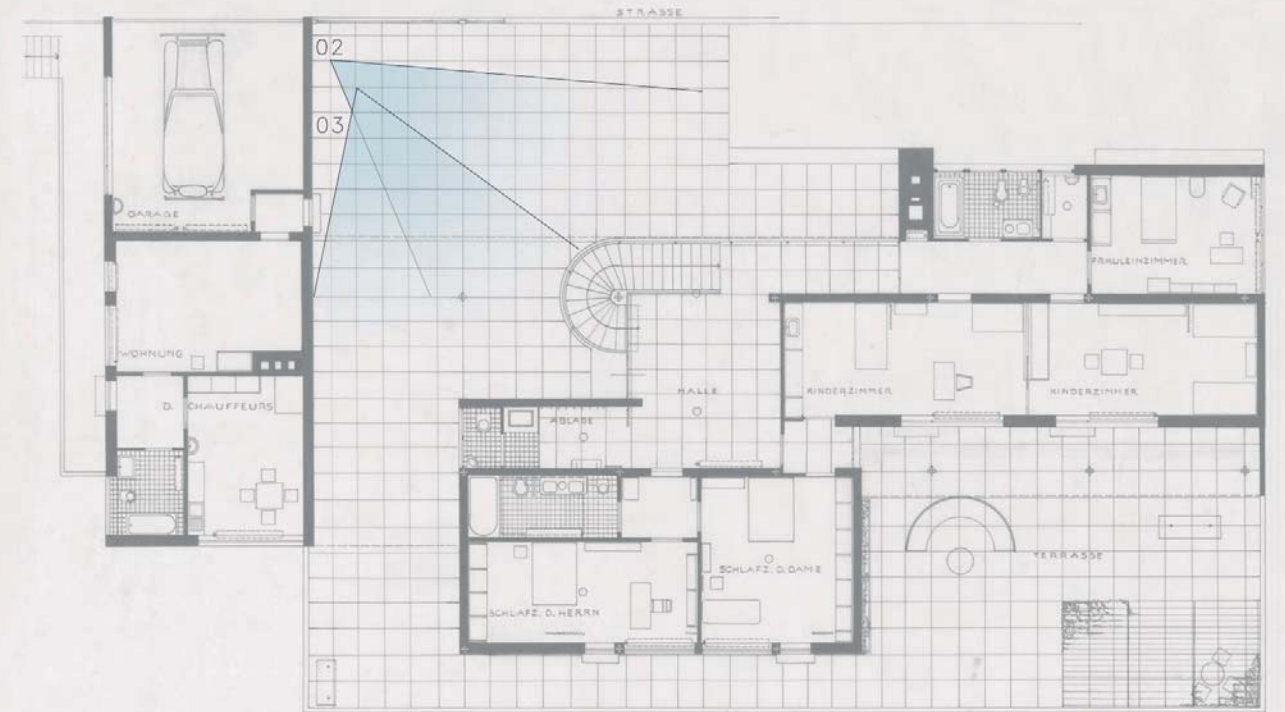 STRASSE
02
03
GARAGE
FRÄULEINZIMMER
WOHNUNG
D. CHAUFFEURS
HALLE
KINDERZIMMER
KINDERZIMMER
ABLAGE
TERRASSE
SCHLAFZ. D. DAME
SCHLAFZ. D. HERRN